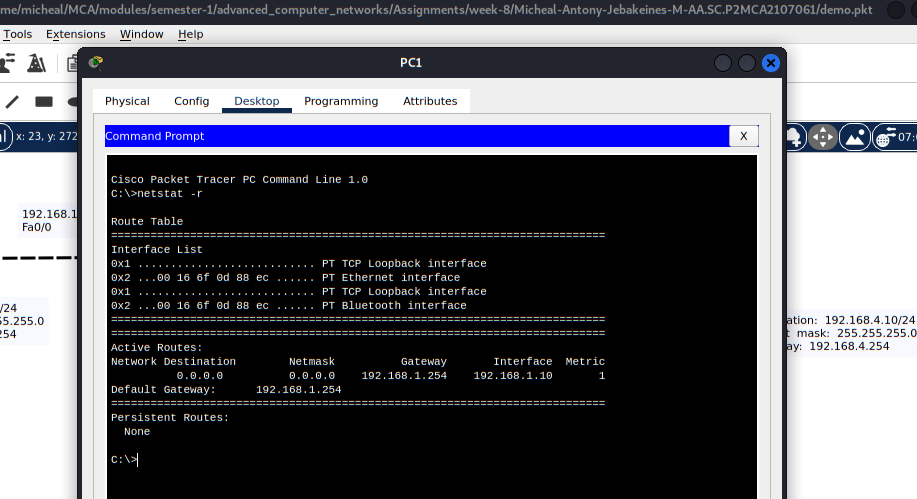 me/micheal/MCA/modules/semester-1/advanced_computer_networks/Assignments/week-8/Micheal-Antony-Jebakeines-M-AA.SC.P2MCA2107061/demo.pkt
Tools Extensions Window Help
PC1
Physical Config Desktop Programming Attributes
x: 23, y: 272
Command Prompt
X
07:
192.168.1
Fa0/0
/24
55.255.0
254
ation: 192.168.4.10/24
t mask: 255.255.255.0
ay: 192.168.4.254
Cisco Packet Tracer PC Command Line 1.0
C:\>netstat -r
Route Table
===========================================================================
Interface List
0x1 ........................... PT TCP Loopback interface
0x2 ...00 16 6f 0d 88 ec ...... PT Ethernet interface
0x1 ........................... PT TCP Loopback interface
0x2 ...00 16 6f 0d 88 ec ...... PT Bluetooth interface
===========================================================================
===========================================================================
Active Routes:
Network Destination Netmask Gateway Interface Metric
0.0.0.0 0.0.0.0 192.168.1.254 192.168.1.10 1
Default Gateway: 192.168.1.254
===========================================================================
Persistent Routes:
None
C:\>